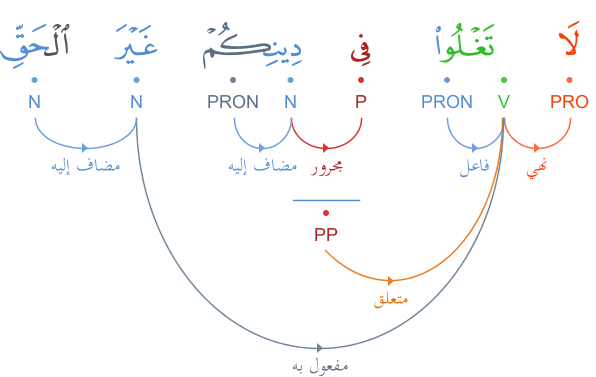 لَا تَغْلُوا۟ فِى دِينِكُمْ غَيْرَ ٱلْحَقِّ
PRO V PRON P N PRON N N
نهي فاعل مجرور مضاف إليه مضاف إليه
PP
متعلق
مفعول به